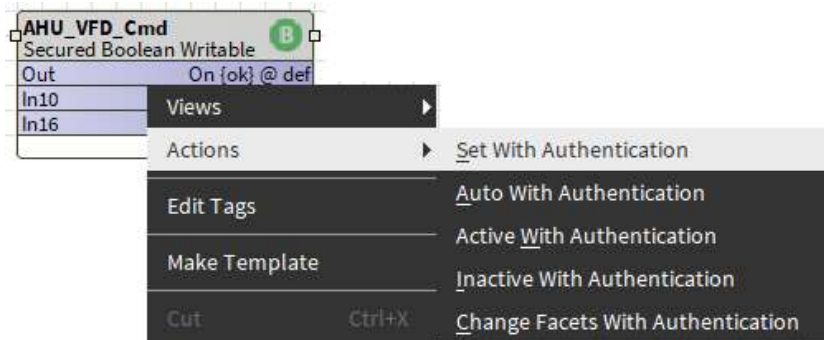 AHU_VFD_Cmd
Secured Boolean Writable
B
Out On {ok} @ def
In10
In16
Views
Actions
Edit Tags
Make Template
Cut Ctrl+X
Set With Authentication
Auto With Authentication
Active With Authentication
Inactive With Authentication
Change Facets With Authentication